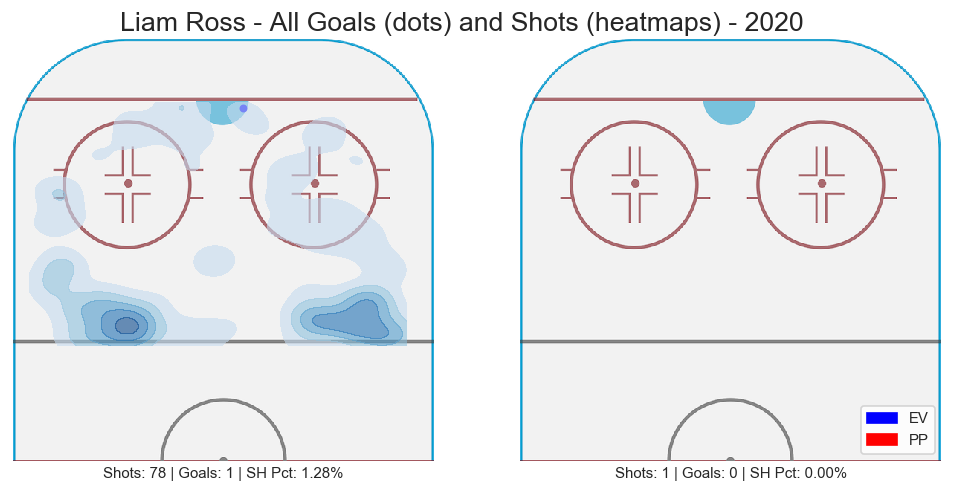 Liam Ross - All Goals (dots) and Shots (heatmaps) - 2020
EV
PP
Shots: 78 | Goals: 1 | SH Pct: 1.28%
Shots: 1 | Goals: 0 | SH Pct: 0.00%